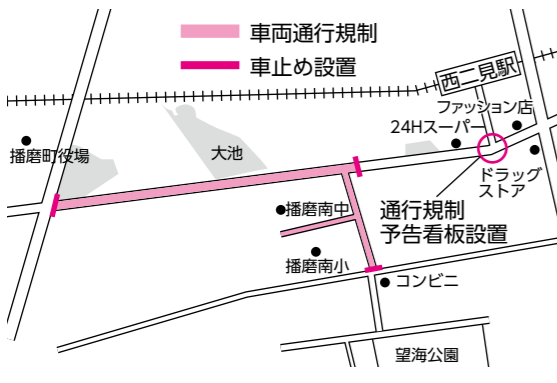 車両通行規制
車止め設置
西二見駅
ファッション店
24Hスーパー
播磨町役場
大池
ドラッグ
ストア
播磨南中
通行規制
予告看板設置
播磨南小
コンビニ
望海公園